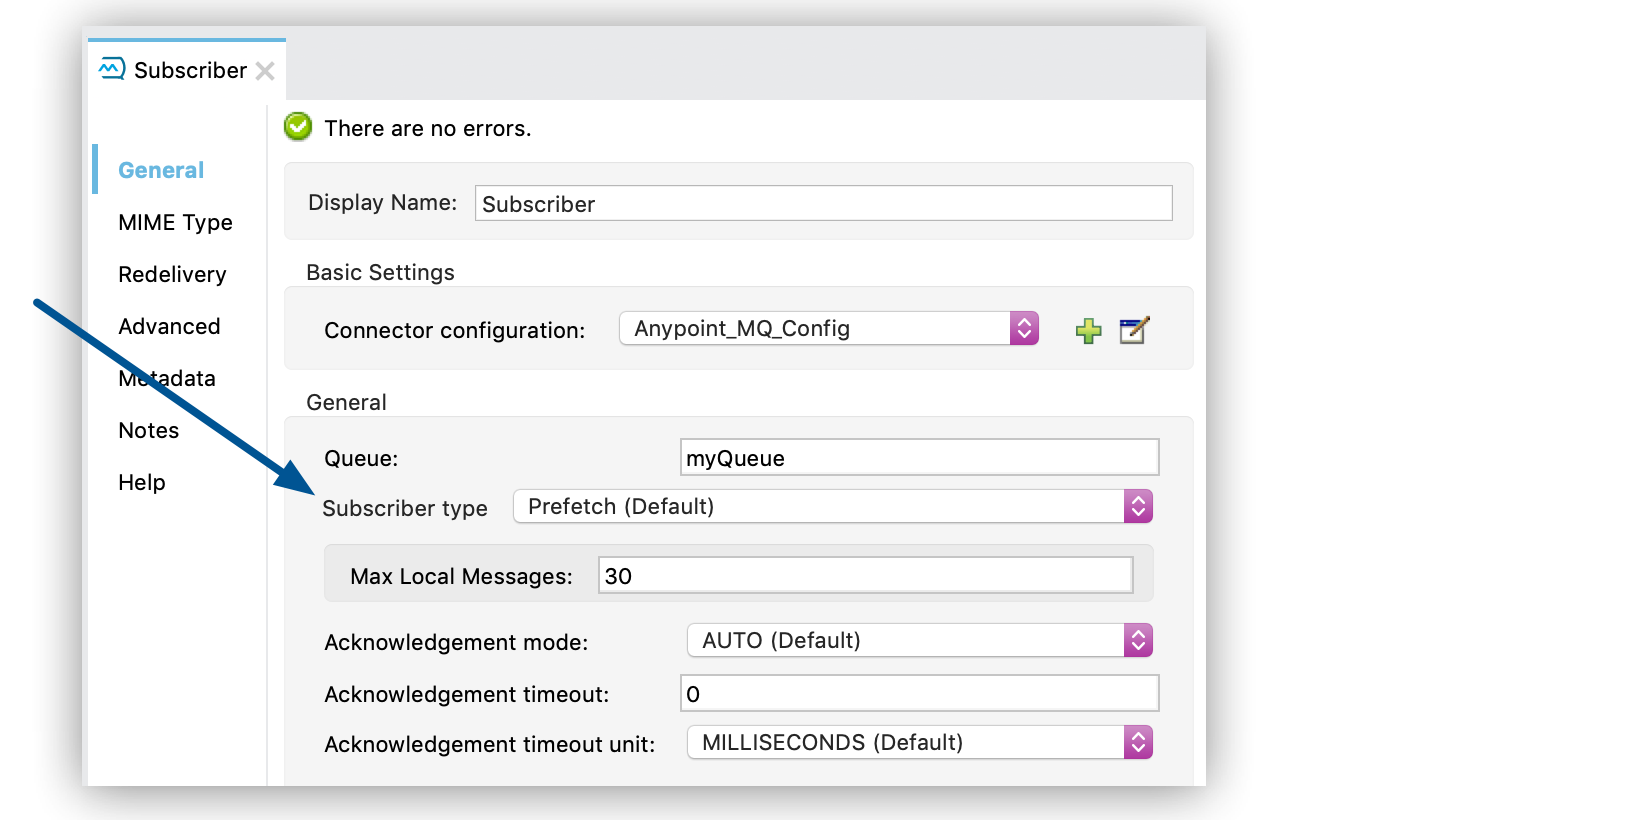 Subscriber
There are no errors.
General
MIME Type
Redelivery
Advanced
Metadata
Notes
Help
Display Name: Subscriber
Basic Settings
Connector configuration: Anypoint_MQ_Config
General
Queue: myQueue
Subscriber type Prefetch (Default)
Max Local Messages: 30
Acknowledgement mode: AUTO (Default)
Acknowledgement timeout: 0
Acknowledgement timeout unit: MILLISECONDS (Default)